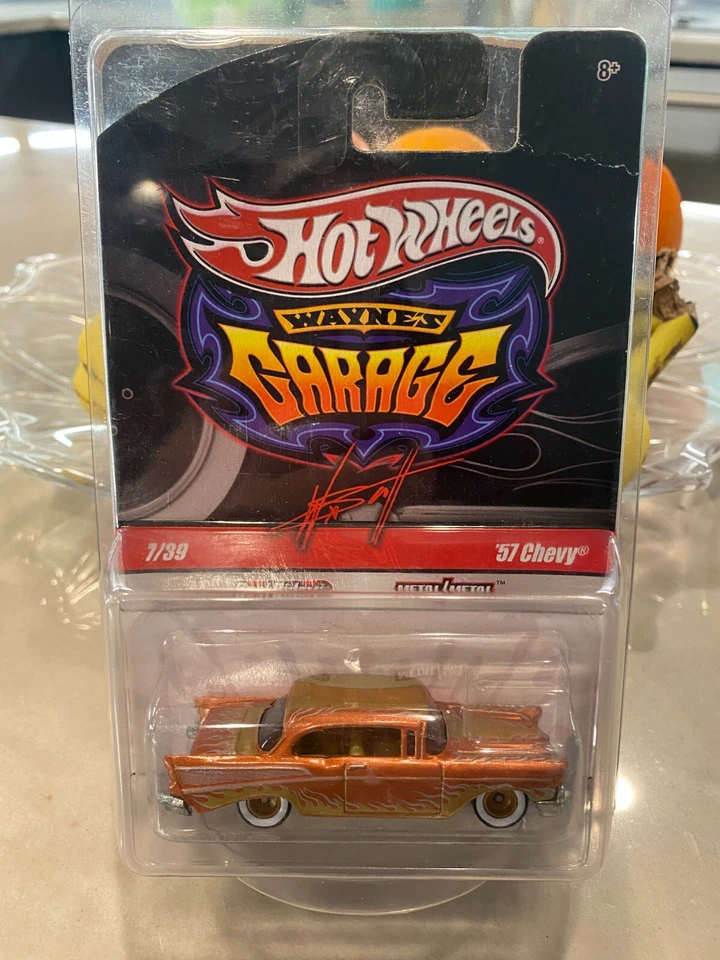 8+
HOT WHEELS®
WAYNE'S
GARAGE
7/39
'57 Chevy®
METAL/METAL™